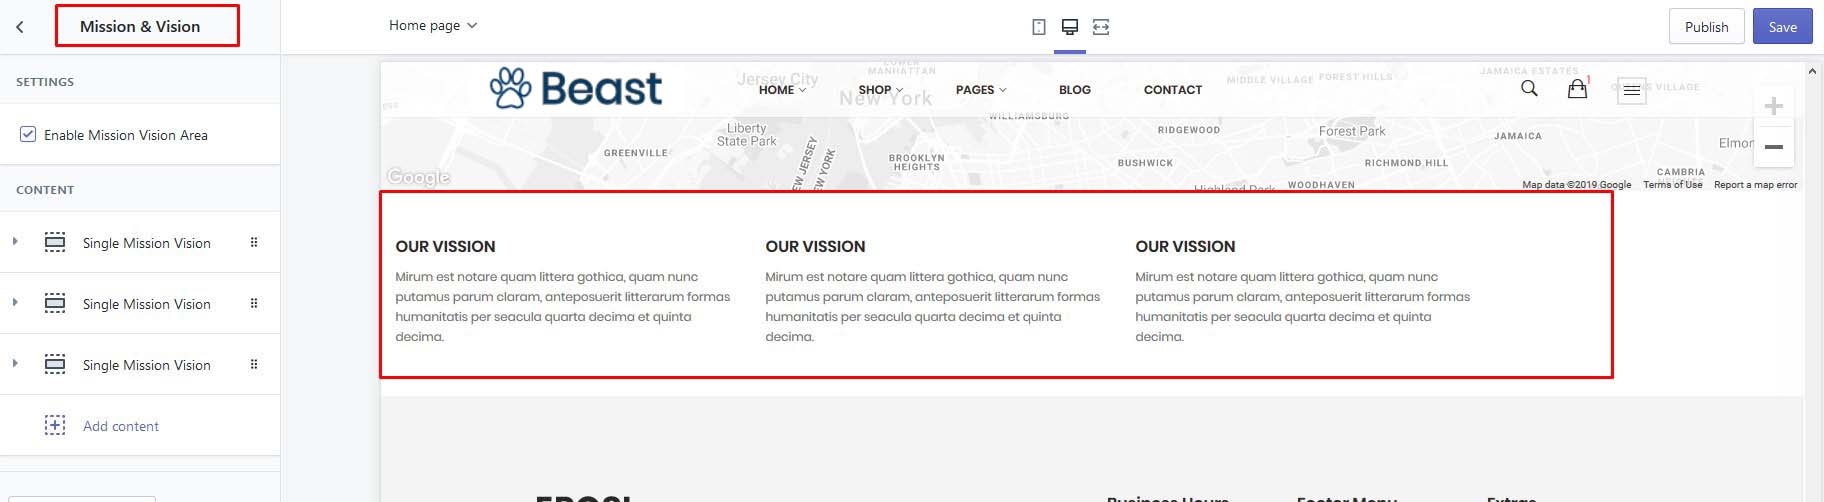 Mission & Vision
Home page
Publish
Save
SETTINGS
Enable Mission Vision Area
CONTENT
Single Mission Vision
Single Mission Vision
Single Mission Vision
Add content
Beast
HOME
SHOP
PAGES
BLOG
CONTACT
1
LOWER
MANHATTAN
Jersey City
New York
MIDDLE VILLAGE
FOREST HILLS
JAMAICA ESTATES
QUEENS VILLAGE
WILLIAMSBURG
Liberty
State Park
GREENVILLE
NEW JERSEY
NEW YORK
BROOKLYN
HEIGHTS
RIDGEWOOD
BUSHWICK
Forest Park
RICHMOND HILL
JAMAICA
Elmon
CAMBRIA
HEIGHTS
Highland Park
WOODHAVEN
Google
Map data ©2019 Google
Terms of Use
Report a map error
OUR VISSION
Mirum est notare quam littera gothica, quam nunc
putamus parum claram, anteposuerit litterarum formas
humanitatis per seacula quarta decima et quinta
decima.
OUR VISSION
Mirum est notare quam littera gothica, quam nunc
putamus parum claram, anteposuerit litterarum formas
humanitatis per seacula quarta decima et quinta
decima.
OUR VISSION
Mirum est notare quam littera gothica, quam nunc
putamus parum claram, anteposuerit litterarum formas
humanitatis per seacula quarta decima et quinta
decima.
Business Hours
Footer Menu
Extras